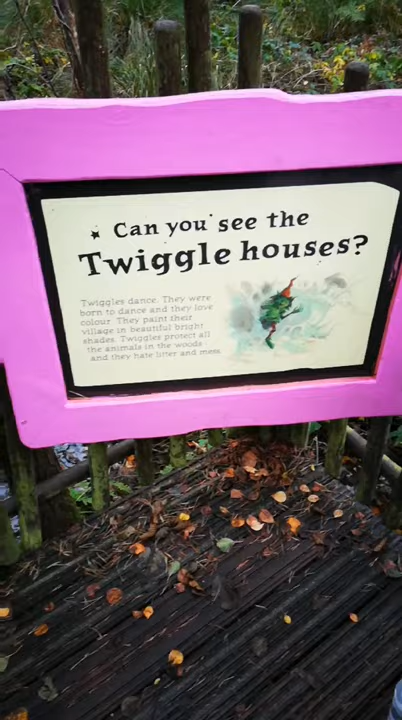 Can you see the
Twiggle houses?
Twiggles dance. They were
born to dance and they love
colour. They paint their
village in beautiful bright
shades. Twiggles protect all
the animals in the woods
and they hate litter and mess.